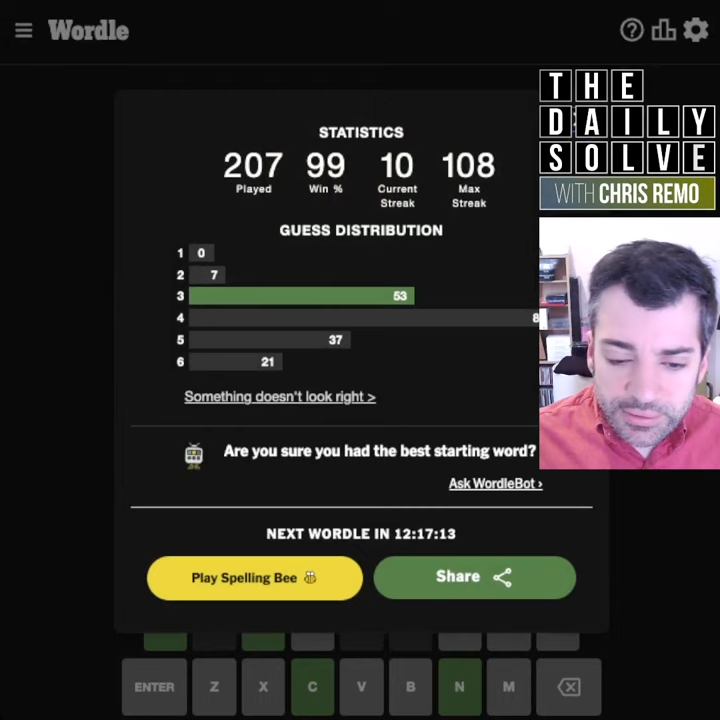 Wordle
THE
DAILY
SOLVE
WITH CHRIS REMO
STATISTICS
207 99 10 108
Played Win % Current Streak Max Streak
GUESS DISTRIBUTION
1 0
2 7
3 53
4
5 37
6 21
Something doesn't look right >
Are you sure you had the best starting word?
Ask WordleBot ›
NEXT WORDLE IN 12:17:13
Play Spelling Bee
Share
ENTER Z X C V B N M